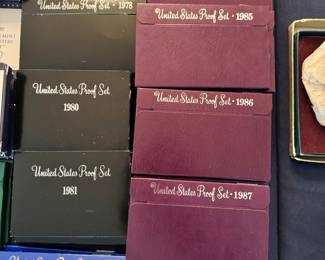 United States Proof Set · 1978
United States Proof Set
1980
United States Proof Set
1981
United States Proof Set · 1985
United States Proof Set · 1986
United States Proof Set · 1987